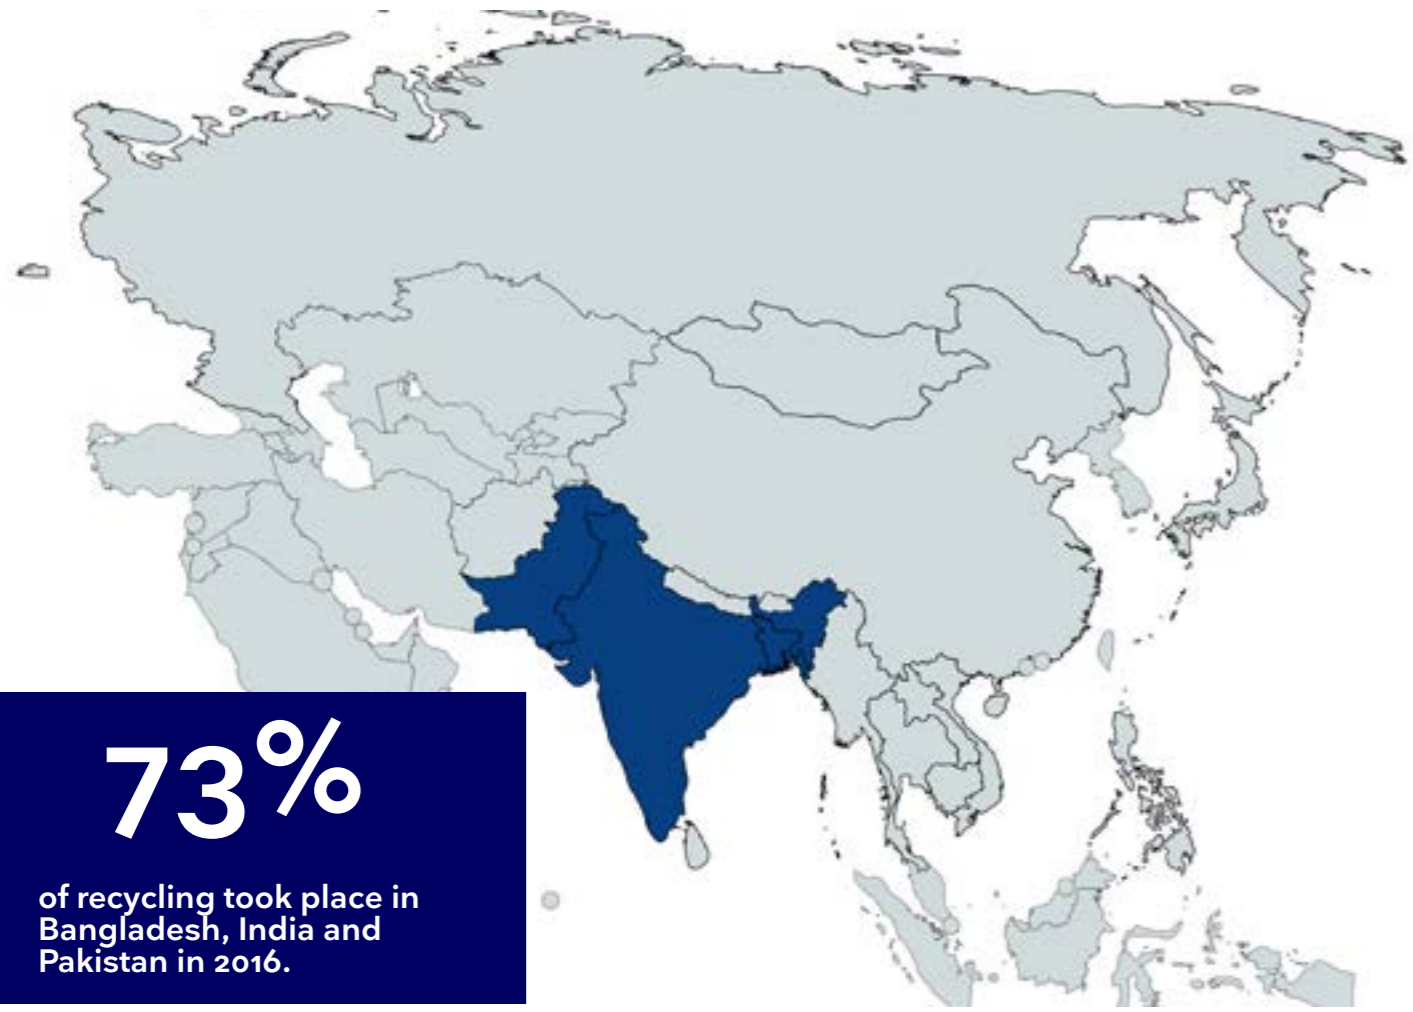 73%
of recycling took place in
Bangladesh, India and
Pakistan in 2016.